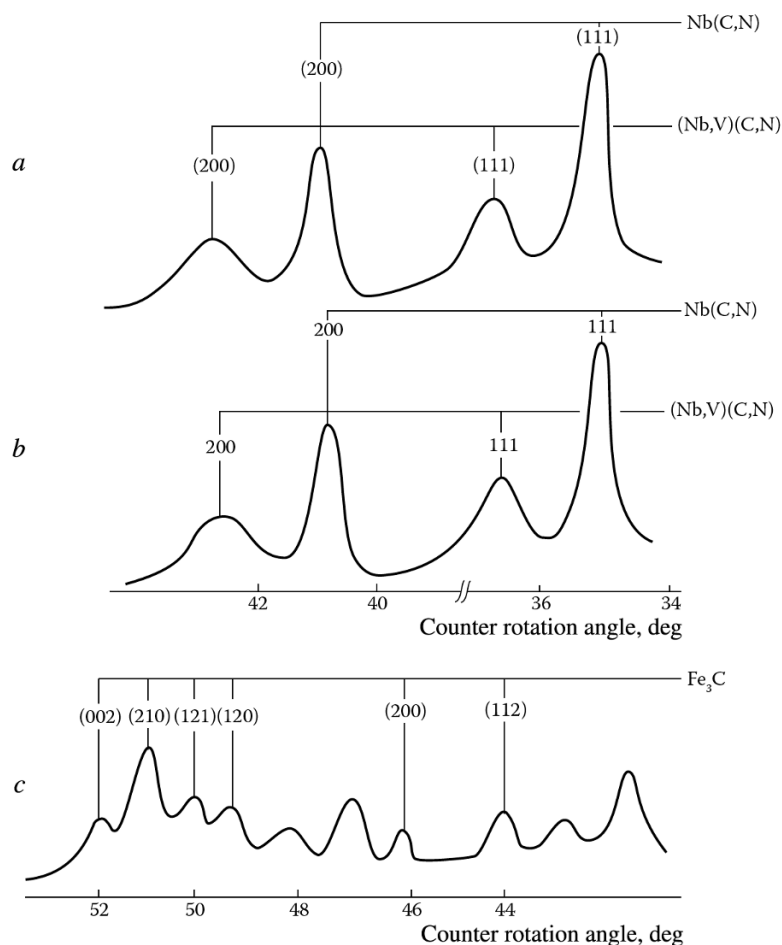 Nb(C,N)
(111)
(200)
(Nb,V)(C,N)
a
(200)
(111)
Nb(C,N)
200
111
(Nb,V)(C,N)
b
200
111
42 40 36 34
Counter rotation angle, deg
Fe₃C
(002) (210) (121) (120) (200) (112)
c
52 50 48 46 44
Counter rotation angle, deg